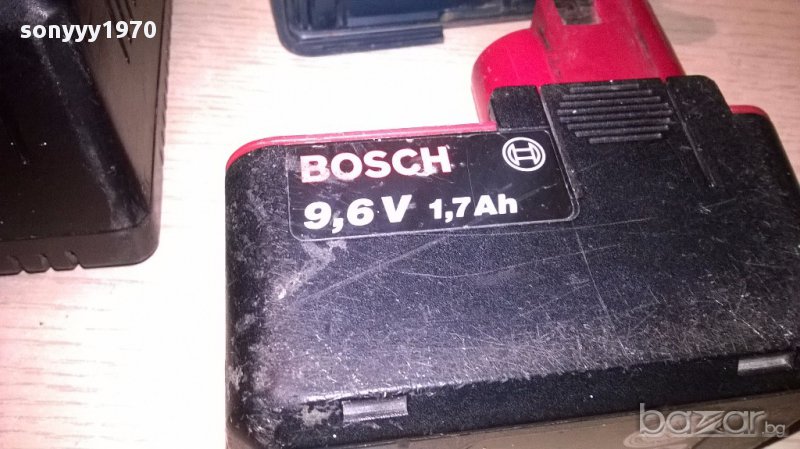 sonyyy1970
BOSCH
9,6 V 1,7Ah
bazar.bg